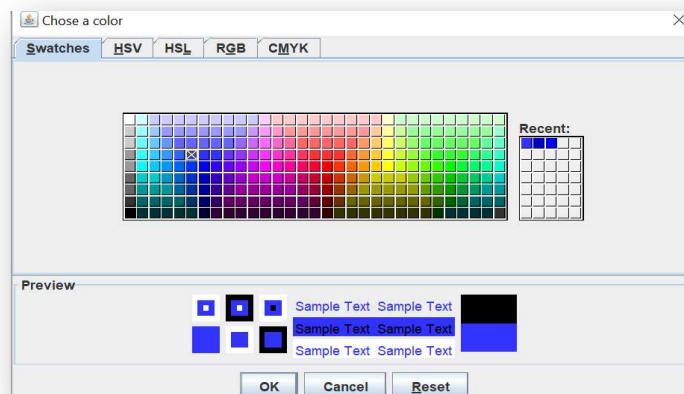 Chose a color
Swatches HSV HSL RGB CMYK
Recent:
Preview
Sample Text Sample Text
Sample Text Sample Text
Sample Text Sample Text
OK Cancel Reset